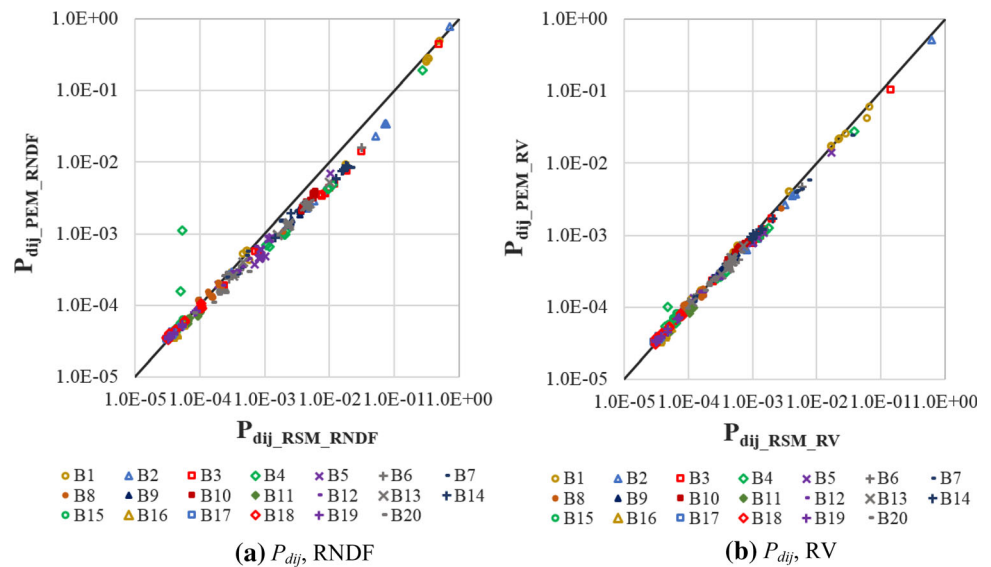 1.0E+00
1.0E-01
1.0E-02
1.0E-03
1.0E-04
1.0E-05
P dij_PEM_RNDF
1.0E-05 1.0E-04 1.0E-03 1.0E-02 1.0E-01 1.0E+00
P dij_RSM_RNDF
B1 B2 B3 B4 B5 B6 B7
B8 B9 B10 B11 B12 B13 B14
B15 B16 B17 B18 B19 B20
(a) Pdij, RNDF
1.0E+00
1.0E-01
1.0E-02
1.0E-03
1.0E-04
1.0E-05
P dij_PEM_RV
1.0E-05 1.0E-04 1.0E-03 1.0E-02 1.0E-01 1.0E+00
P dij_RSM_RV
B1 B2 B3 B4 B5 B6 B7
B8 B9 B10 B11 B12 B13 B14
B15 B16 B17 B18 B19 B20
(b) Pdij, RV